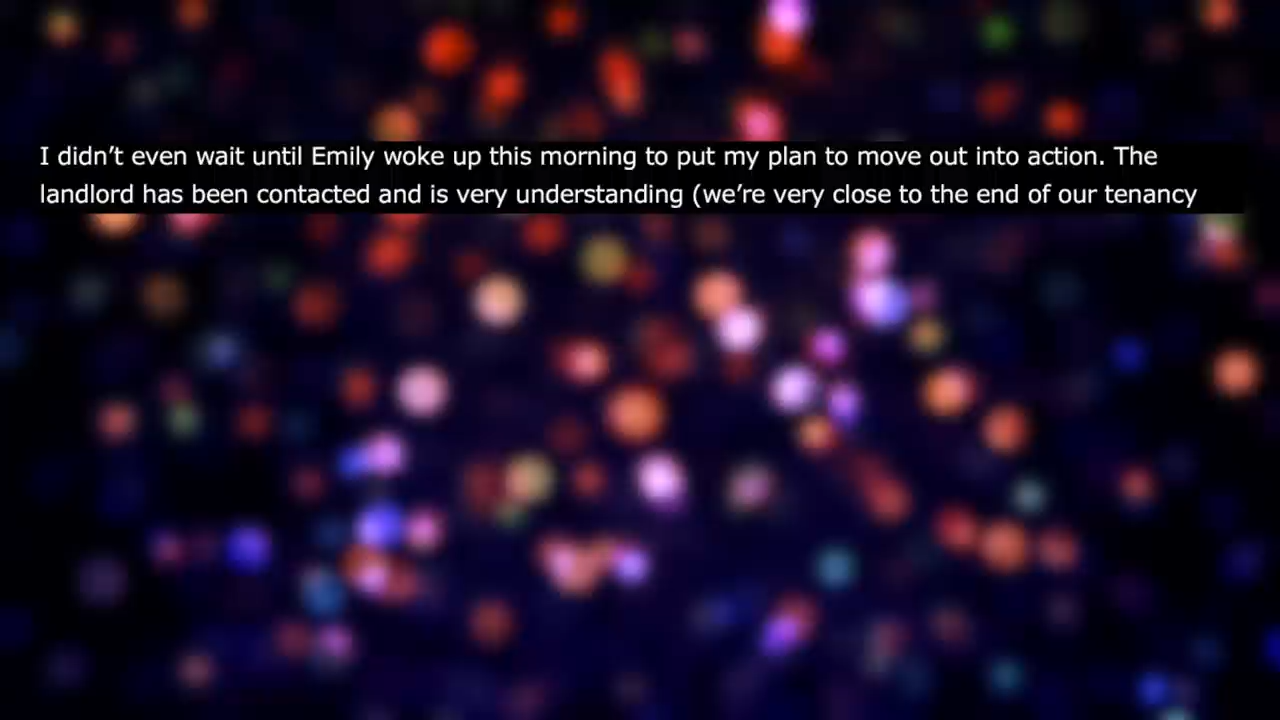 I didn’t even wait until Emily woke up this morning to put my plan to move out into action. The
landlord has been contacted and is very understanding (we’re very close to the end of our tenancy